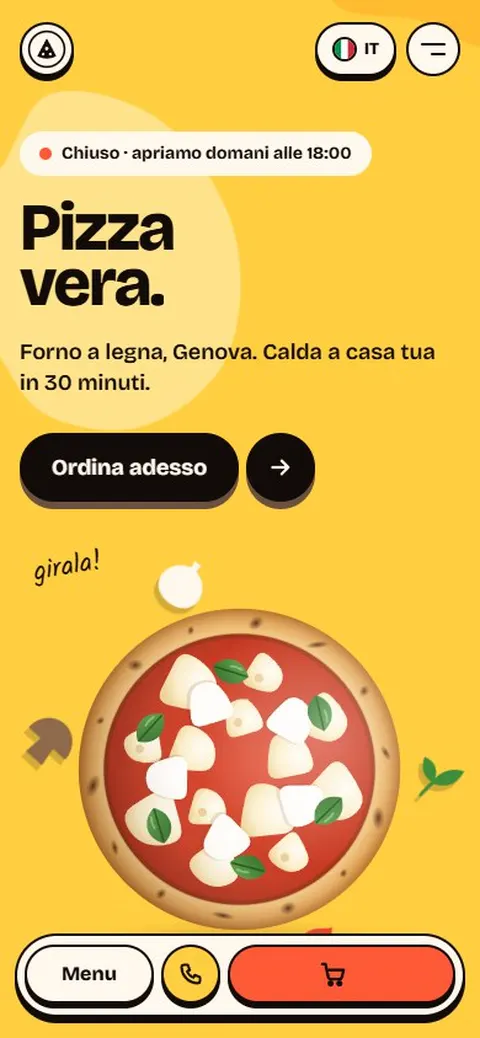 IT
Chiuso · apriamo domani alle 18:00
Pizza
vera.
Forno a legna, Genova. Calda a casa tua
in 30 minuti.
Ordina adesso
girala!
Menu